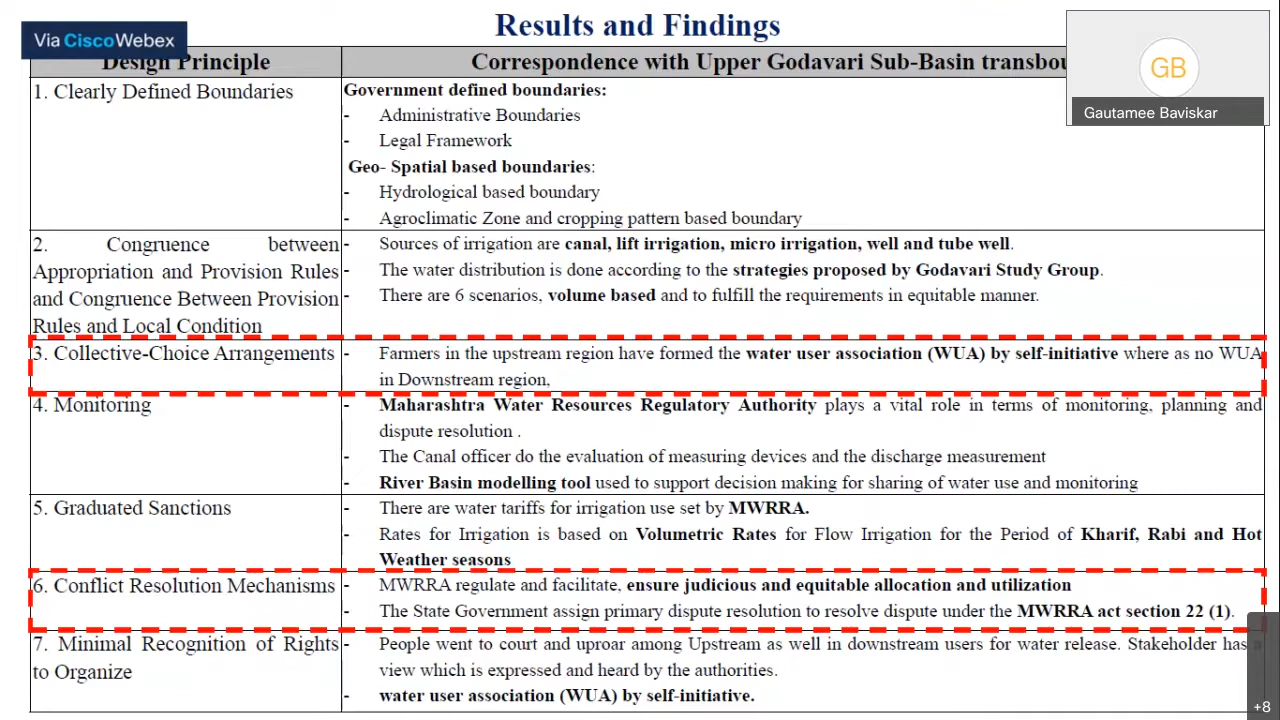 Results and Findings
Via CiscoWebex
GB
Gautamee Baviskar
Design Principle
Correspondence with Upper Godavari Sub-Basin
1. Clearly Defined Boundaries
Government defined boundaries:
- Administrative Boundaries
- Legal Framework
Geo- Spatial based boundaries:
- Hydrological based boundary
- Agroclimatic Zone and cropping pattern based boundary
2. Congruence between
Appropriation and Provision Rules
and Congruence Between Provision
Rules and Local Condition
- Sources of irrigation are canal, lift irrigation, micro irrigation, well and tube well.
- The water distribution is done according to the strategies proposed by Godavari Study Group.
- There are 6 scenarios, volume based and to fulfill the requirements in equitable manner.
3. Collective-Choice Arrangements
- Farmers in the upstream region have formed the water user association (WUA) by self-initiative where as no WUA
in Downstream region,
4. Monitoring
- Maharashtra Water Resources Regulatory Authority plays a vital role in terms of monitoring, planning and
dispute resolution .
- The Canal officer do the evaluation of measuring devices and the discharge measurement
- River Basin modelling tool used to support decision making for sharing of water use and monitoring
5. Graduated Sanctions
- There are water tariffs for irrigation use set by MWRRA.
- Rates for Irrigation is based on Volumetric Rates for Flow Irrigation for the Period of Kharif, Rabi and Hot
Weather seasons
6. Conflict Resolution Mechanisms
- MWRRA regulate and facilitate, ensure judicious and equitable allocation and utilization
- The State Government assign primary dispute resolution to resolve dispute under the MWRRA act section 22 (1).
7. Minimal Recognition of Rights
to Organize
- People went to court and uproar among Upstream as well in downstream users for water release. Stakeholder has a
view which is expressed and heard by the authorities.
- water user association (WUA) by self-initiative.
+8